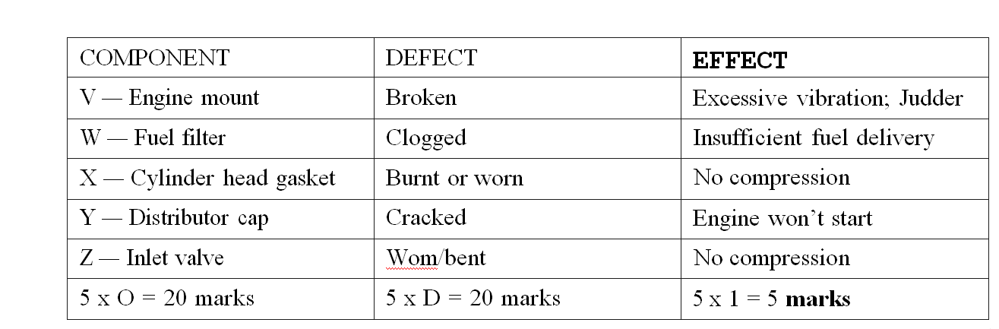 COMPONENT DEFECT EFFECT
V — Engine mount Broken Excessive vibration; Judder
W — Fuel filter Clogged Insufficient fuel delivery
X — Cylinder head gasket Burnt or worn No compression
Y — Distributor cap Cracked Engine won’t start
Z — Inlet valve Wom/bent No compression
5 x O = 20 marks 5 x D = 20 marks 5 x 1 = 5 marks